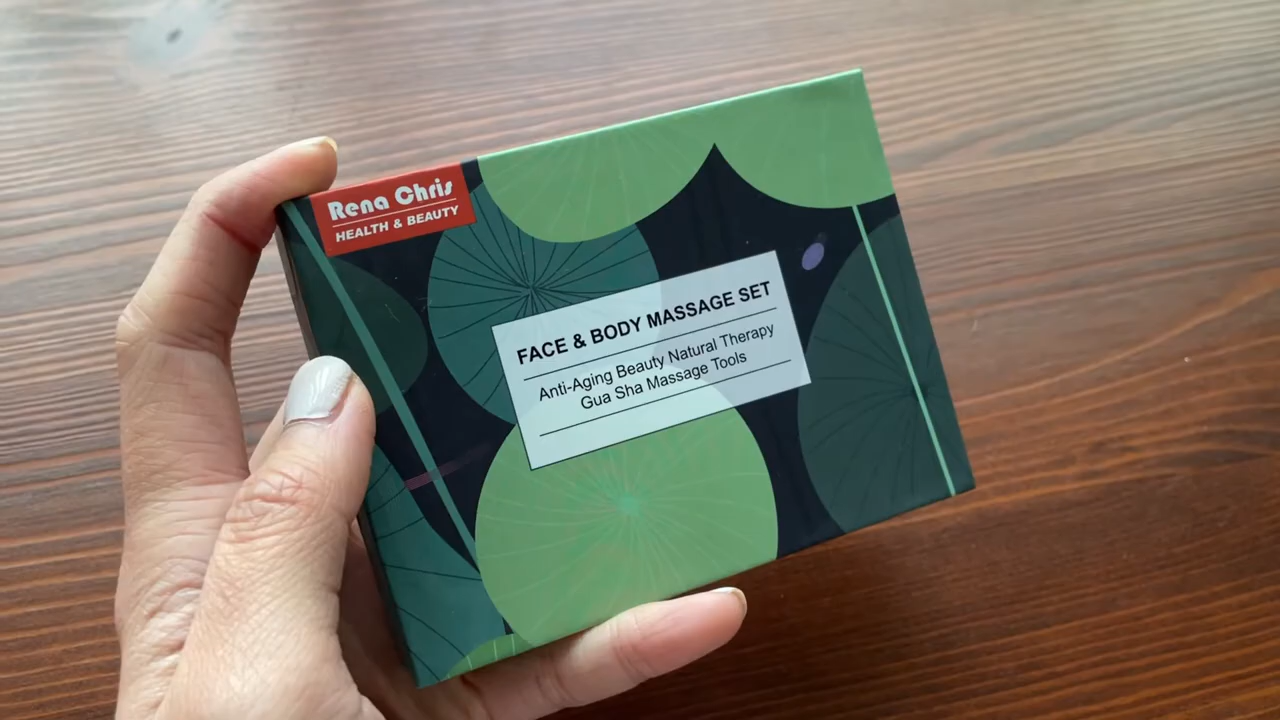 Rena Chris
HEALTH & BEAUTY
FACE & BODY MASSAGE SET
Anti-Aging Beauty Natural Therapy
Gua Sha Massage Tools